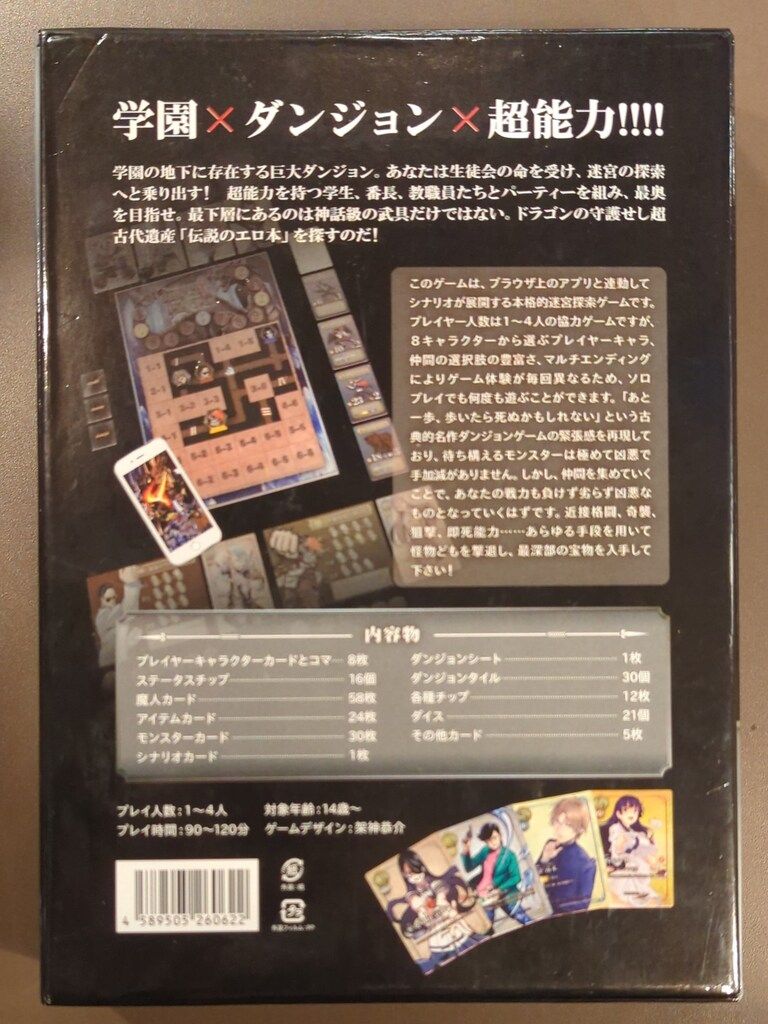 学園×ダンジョン×超能力!!!!
学園の地下に存在する巨大ダンジョン。あなたは生徒会の命を受け、迷宮の探索
へと乗り出す！ 超能力を持つ学生、番長、教職員たちとパーティーを組み、最奥
を目指せ。最下層にあるのは神話級の武具だけではない。ドラゴンの守護せし超
古代遺産「伝説のエロ本」を探すのだ！
このゲームは、ブラウザ上のアプリと連動して
シナリオが展開する本格的迷宮探索ゲームです。
プレイヤー人数は1〜4人の協力ゲームですが、
8キャラクターから選ぶプレイヤーキャラ、
仲間の選択肢の豊富さ、マルチエンディング
によりゲーム体験が毎回異なるため、ソロ
プレイでも何度も遊ぶことができます。「あと
一歩、歩いたら死ぬかもしれない」という古
典的名作ダンジョンゲームの緊張感を再現して
おり、待ち構えるモンスターは極めて凶悪で
手加減がありません。しかし、仲間を集めていく
ことで、あなたの戦力も負けず劣らず凶悪な
ものとなっていくはずです。近接格闘、奇襲、
狙撃、即死能力……あらゆる手段を用いて
怪物どもを撃退し、最深部の宝物を入手して
下さい！
内容物
プレイヤーキャラクターカードとコマ 8枚
ステータスチップ 16個
魔人カード 58枚
アイテムカード 24枚
モンスターカード 30枚
シナリオカード 1枚
ダンジョンシート 1枚
ダンジョンタイル 30個
各種チップ 12枚
ダイス 21個
その他カード 5枚
プレイ人数：1〜4人 対象年齢：14歳〜
プレイ時間：90〜120分 ゲームデザイン：架神恭介
4 589505 260622